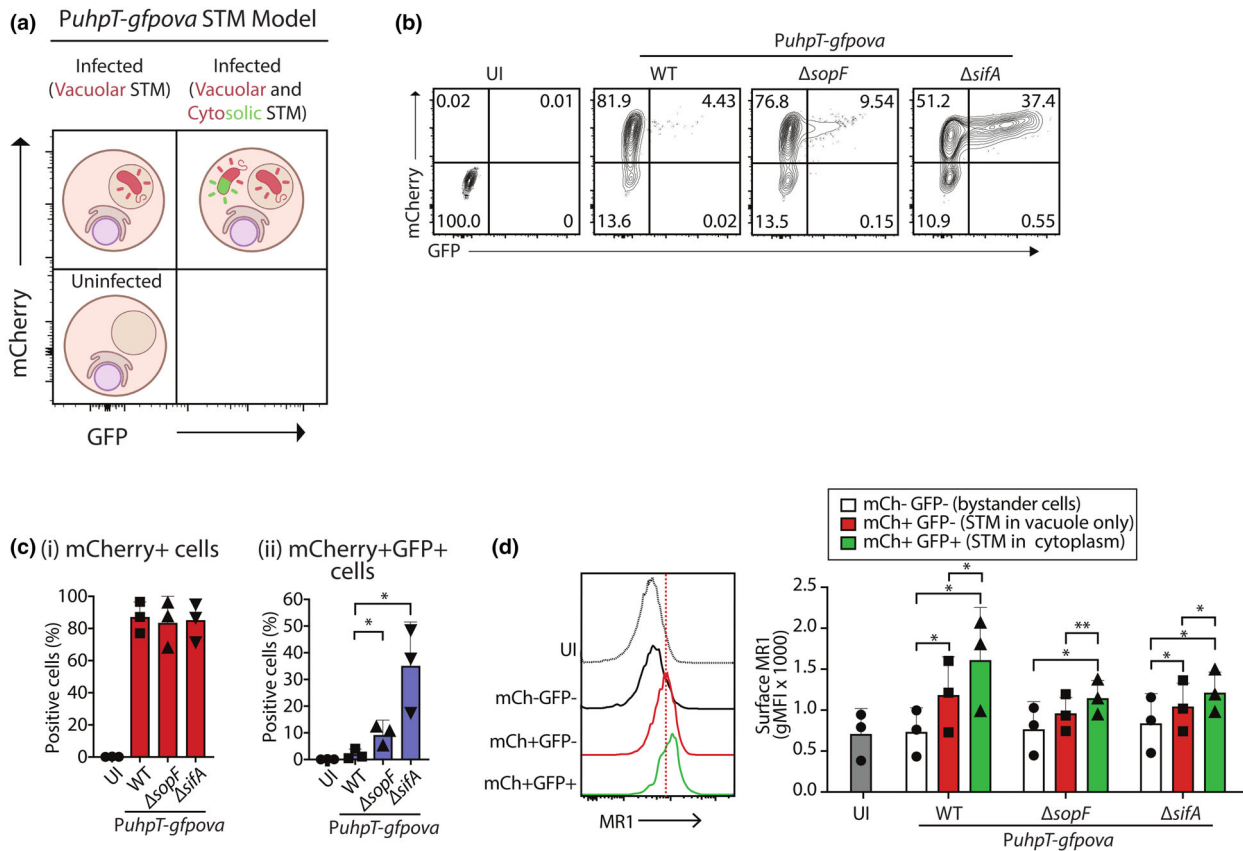 (a)
PuhpT-gfpova STM Model
Infected
(Vacuolar STM)
Infected
(Vacuolar and
Cytosolic STM)
Uninfected
mCherry
GFP
(b)
PuhpT-gfpova
UI
WT
ΔsopF
ΔsifA
0.02
0.01
81.9
4.43
76.8
9.54
51.2
37.4
100.0
0
13.6
0.02
13.5
0.15
10.9
0.55
mCherry
GFP
(c)
(i) mCherry+ cells
Positive cells (%)
100
80
60
40
20
0
UI
WT
ΔsopF
ΔsifA
PuhpT-gfpova
(ii) mCherry+GFP+
cells
Positive cells (%)
60
50
40
30
20
10
0
*
*
UI
WT
ΔsopF
ΔsifA
PuhpT-gfpova
(d)
UI
mCh-GFP-
mCh+GFP-
mCh+GFP+
MR1
mCh- GFP- (bystander cells)
mCh+ GFP- (STM in vacuole only)
mCh+ GFP+ (STM in cytoplasm)
Surface MR1
(gMFI x 1000)
2.5
2.0
1.5
1.0
0.5
0.0
*
*
*
**
*
*
*
*
UI
WT
ΔsopF
ΔsifA
PuhpT-gfpova